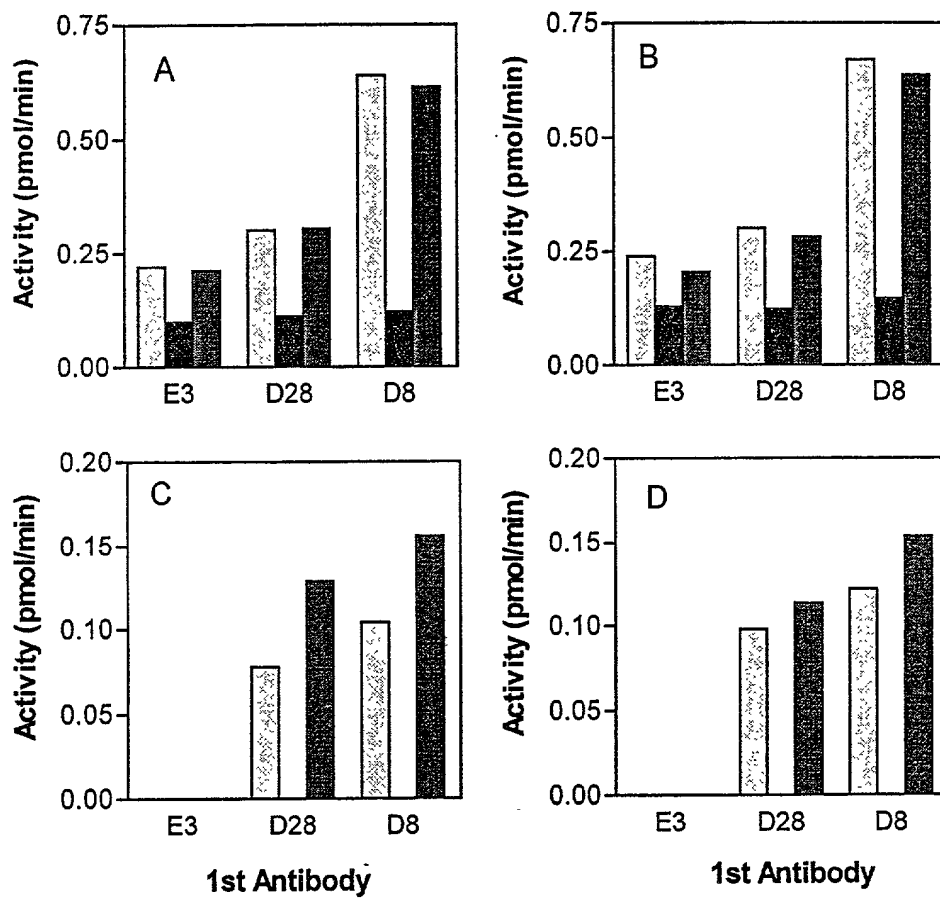 A
Activity (pmol/min)
0.75
0.50
0.25
0.00
E3 D28 D8
B
Activity (pmol/min)
0.75
0.50
0.25
0.00
E3 D28 D8
C
Activity (pmol/min)
0.20
0.15
0.10
0.05
0.00
E3 D28 D8
1st Antibody
D
Activity (pmol/min)
0.20
0.15
0.10
0.05
0.00
E3 D28 D8
1st Antibody